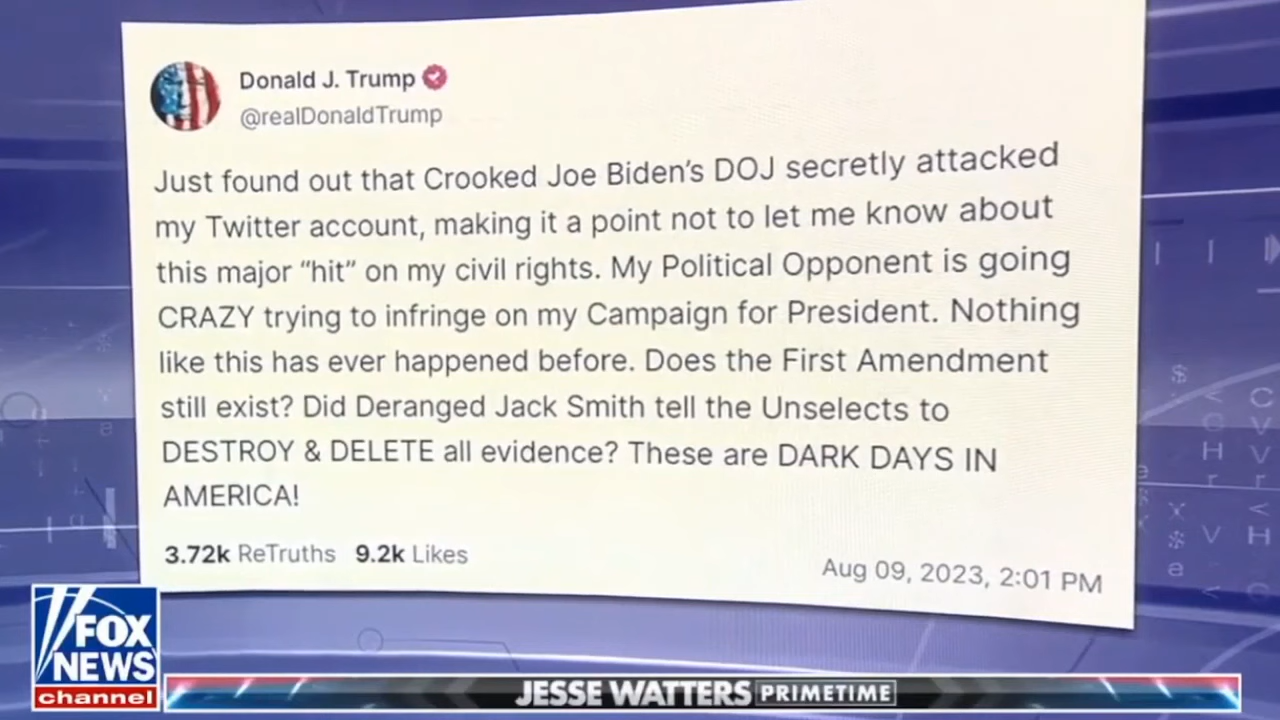 Donald J. Trump
@realDonaldTrump
Just found out that Crooked Joe Biden's DOJ secretly attacked
my Twitter account, making it a point not to let me know about
this major "hit" on my civil rights. My Political Opponent is going
CRAZY trying to infringe on my Campaign for President. Nothing
like this has ever happened before. Does the First Amendment
still exist? Did Deranged Jack Smith tell the Unselects to
DESTROY & DELETE all evidence? These are DARK DAYS IN
AMERICA!
3.72k ReTruths 9.2k Likes
Aug 09, 2023, 2:01 PM
FOX
NEWS
channel
JESSE WATTERS PRIMETIME